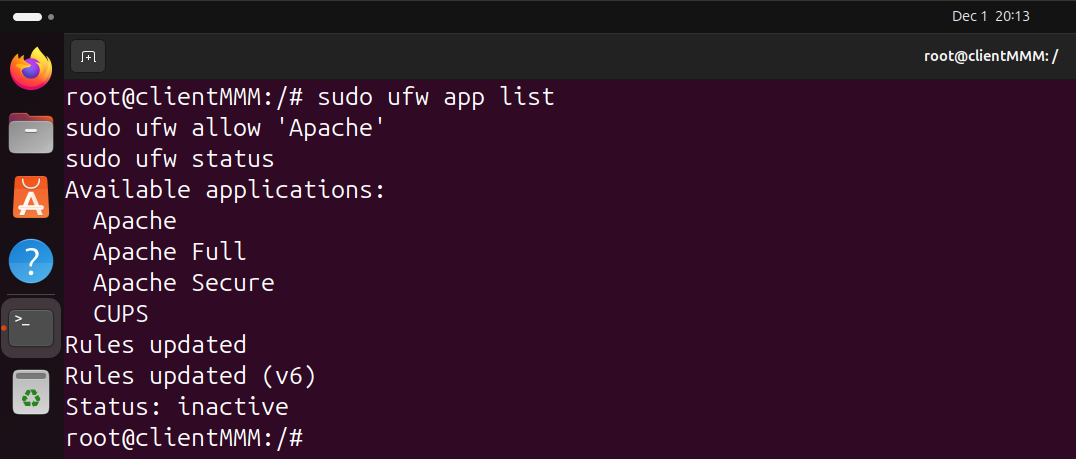 Dec 1 20:13
root@clientMMM: /
root@clientMMM:/# sudo ufw app list
sudo ufw allow 'Apache'
sudo ufw status
Available applications:
  Apache
  Apache Full
  Apache Secure
  CUPS
Rules updated
Rules updated (v6)
Status: inactive
root@clientMMM:/#